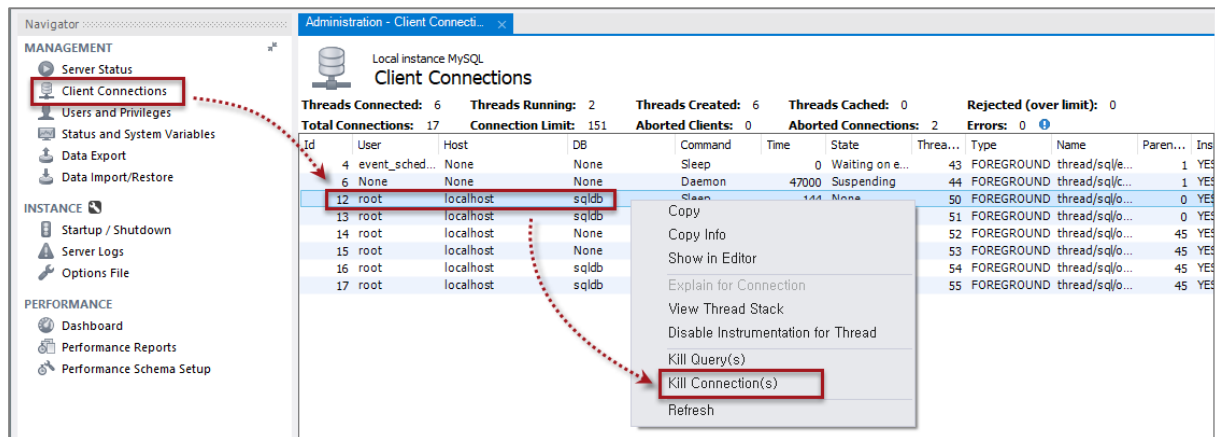 Navigator
MANAGEMENT
Server Status
Client Connections
Users and Privileges
Status and System Variables
Data Export
Data Import/Restore
INSTANCE
Startup / Shutdown
Server Logs
Options File
PERFORMANCE
Dashboard
Performance Reports
Performance Schema Setup
Administration - Client Connecti...
Local instance MySQL
Client Connections
Threads Connected: 6 Threads Running: 2 Threads Created: 6 Threads Cached: 0 Rejected (over limit): 0
Total Connections: 17 Connection Limit: 151 Aborted Clients: 0 Aborted Connections: 2 Errors: 0
Id User Host DB Command Time State Threa... Type Name Paren... Ins
4 event_sched... None None Sleep 0 Waiting on e... 43 FOREGROUND thread/sql/e... 1 YES
6 None None None Daemon 47000 Suspending 44 FOREGROUND thread/sql/c... 1 YES
12 root localhost sqldb Sleep 144 None 50 FOREGROUND thread/sql/o... 0 YES
13 root localhost sqldb 51 FOREGROUND thread/sql/o... 0 YES
14 root localhost None 52 FOREGROUND thread/sql/o... 45 YES
15 root localhost None 53 FOREGROUND thread/sql/o... 45 YES
16 root localhost sqldb 54 FOREGROUND thread/sql/o... 45 YES
17 root localhost sqldb 55 FOREGROUND thread/sql/o... 45 YES
Copy
Copy Info
Show in Editor
Explain for Connection
View Thread Stack
Disable Instrumentation for Thread
Kill Query(s)
Kill Connection(s)
Refresh